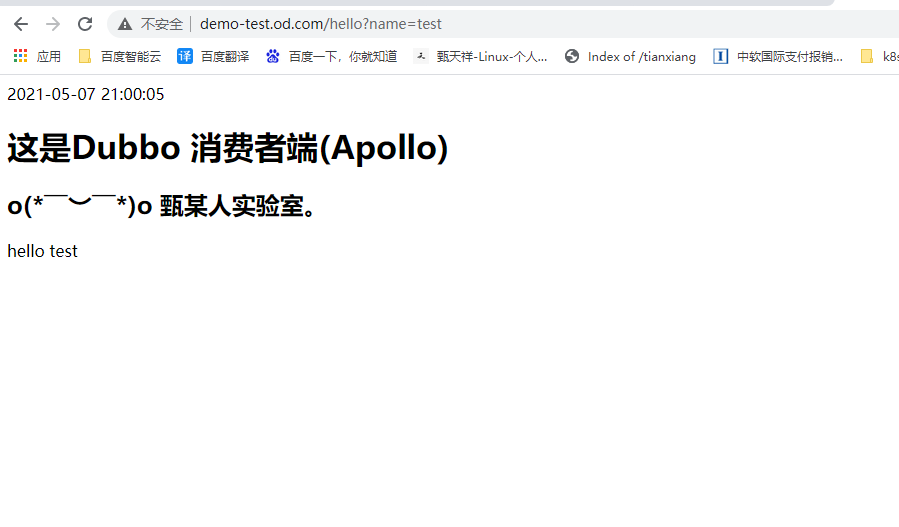 不安全 demo-test.od.com/hello?name=test
应用 百度智能云 译 百度翻译 百度一下，你就知道 甄天祥-Linux-个人... Index of /tianxiang 中软国际支付报销... k8s
2021-05-07 21:00:05
这是Dubbo 消费者端(Apollo)
o(*￣︶￣*)o 甄某人实验室。
hello test